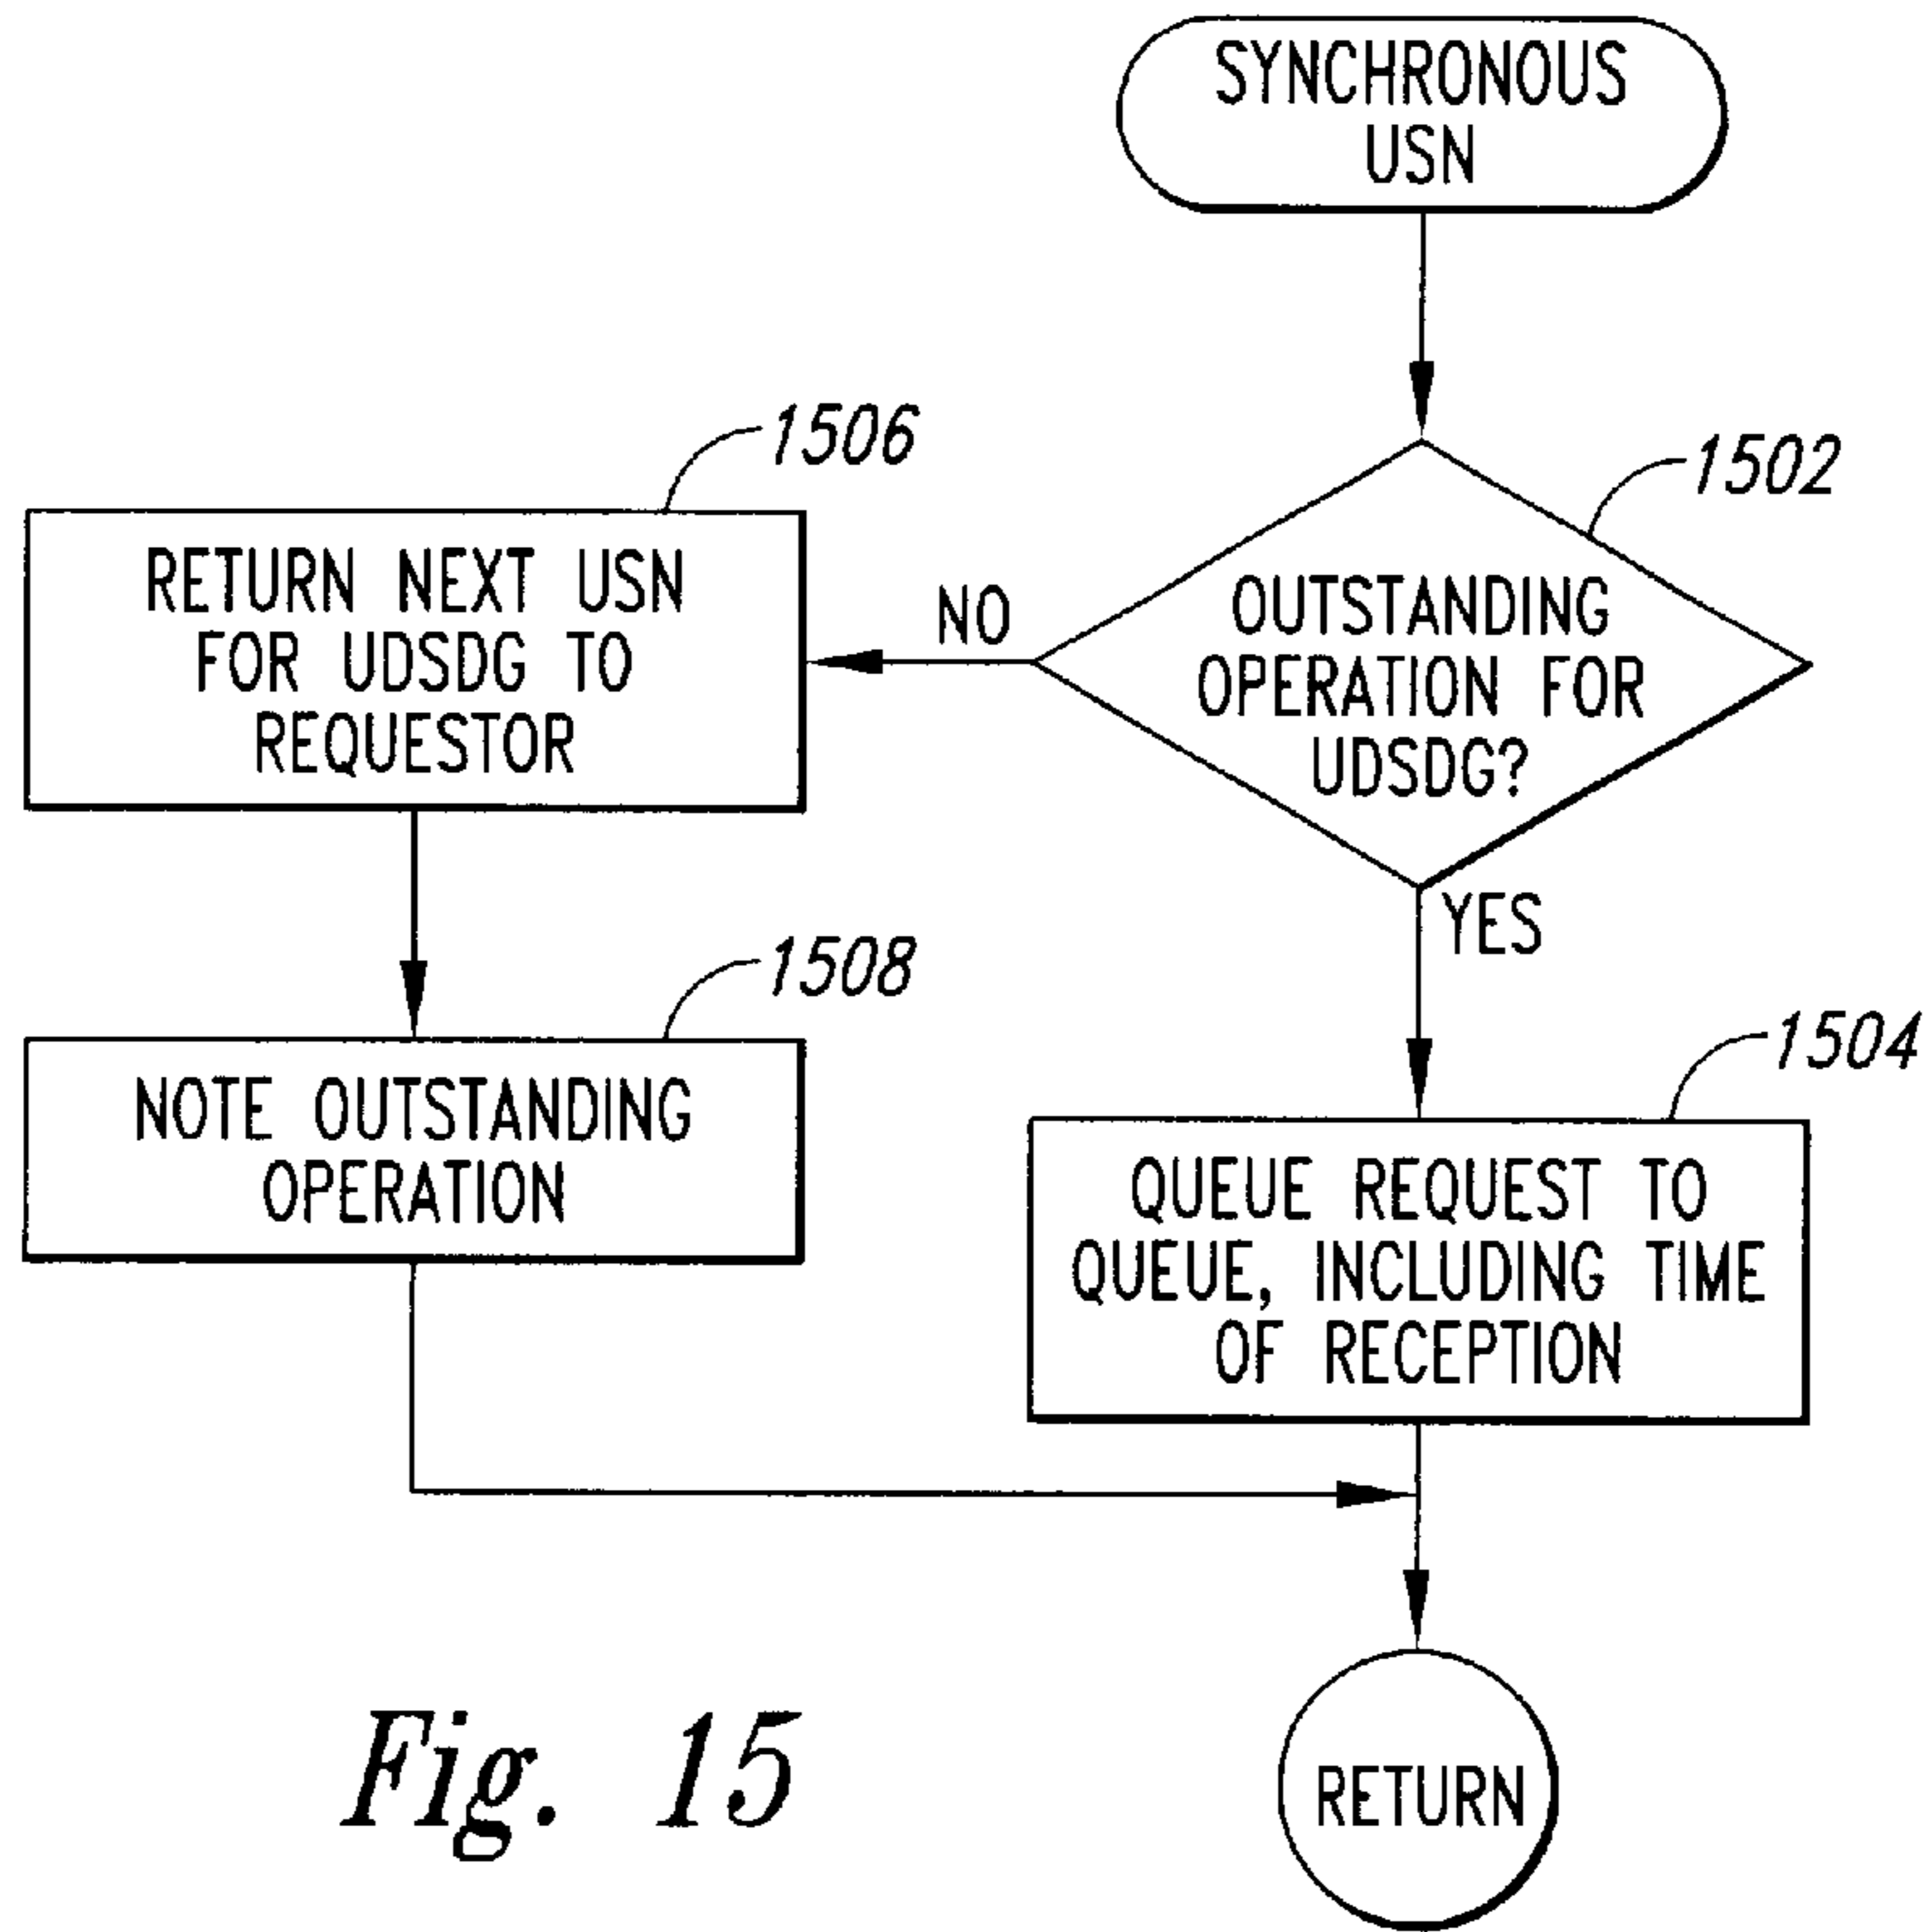 SYNCHRONOUS
USN
1502
OUTSTANDING
OPERATION FOR
UDSDG?
NO
YES
1506
RETURN NEXT USN
FOR UDSDG TO
REQUESTOR
1508
NOTE OUTSTANDING
OPERATION
1504
QUEUE REQUEST TO
QUEUE, INCLUDING TIME
OF RECEPTION
RETURN
Fig. 15